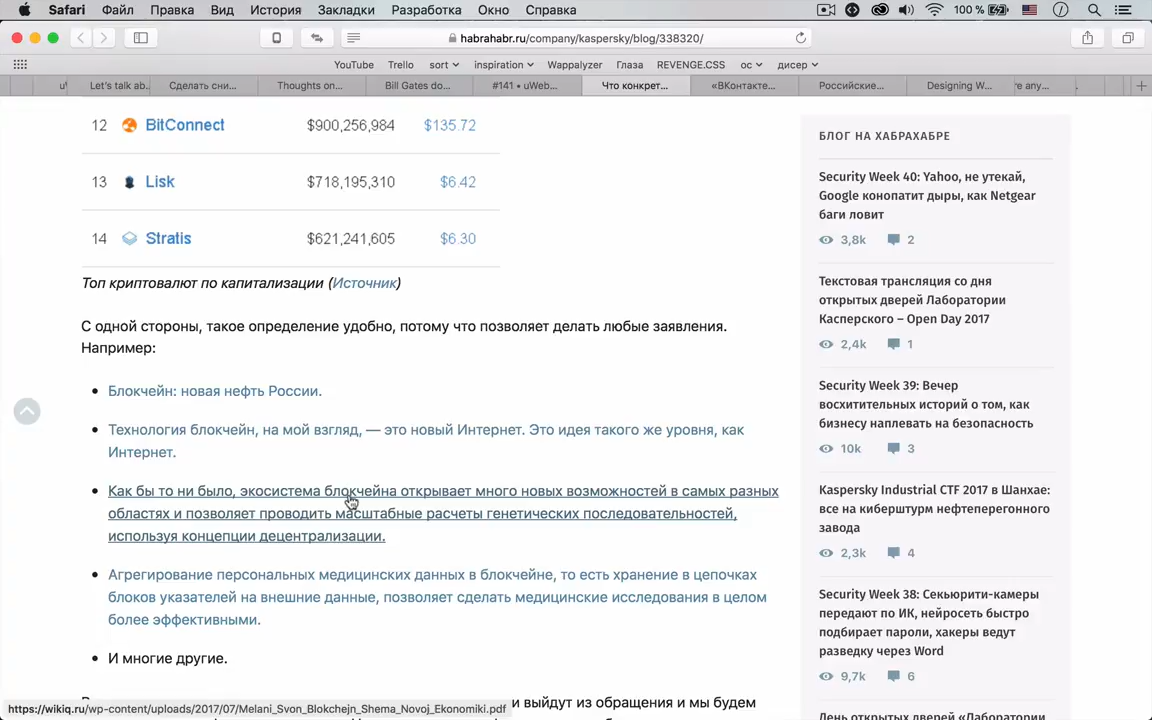 Safari Файл Правка Вид История Закладки Разработка Окно Справка 100 %
habrahabr.ru/company/kaspersky/blog/338320/
YouTube Trello sort inspiration Wappalyzer Глаза REVENGE.CSS ос дисер
Let's talk ab... Сделать сни... Thoughts on... Bill Gates do... #141 • uWeb... Что конкрет... «ВКонтакте... Российские... Designing W... re any...
12 BitConnect $900,256,984 $135.72
13 Lisk $718,195,310 $6.42
14 Stratis $621,241,605 $6.30
Топ криптовалют по капитализации (Источник)
С одной стороны, такое определение удобно, потому что позволяет делать любые заявления.
Например:
• Блокчейн: новая нефть России.
• Технология блокчейн, на мой взгляд, — это новый Интернет. Это идея такого же уровня, как
Интернет.
• Как бы то ни было, экосистема блокчейна открывает много новых возможностей в самых разных
областях и позволяет проводить масштабные расчеты генетических последовательностей,
используя концепции децентрализации.
• Агрегирование персональных медицинских данных в блокчейне, то есть хранение в цепочках
блоков указателей на внешние данные, позволяет сделать медицинские исследования в целом
более эффективными.
• И многие другие.
и выйдут из обращения и мы будем
https://wikiq.ru/wp-content/uploads/2017/07/Melani_Svon_Blokchejn_Shema_Novoj_Ekonomiki.pdf
БЛОГ НА ХАБРАХАБРЕ
Security Week 40: Yahoo, не утекай,
Google конопатит дыры, как Netgear
баги ловит
3,8k 2
Текстовая трансляция со дня
открытых дверей Лаборатории
Касперского – Open Day 2017
2,4k 1
Security Week 39: Вечер
восхитительных историй о том, как
бизнесу наплевать на безопасность
10k 3
Kaspersky Industrial CTF 2017 в Шанхае:
все на киберштурм нефтеперегонного
завода
2,3k 4
Security Week 38: Секьюрити-камеры
передают по ИК, нейросеть быстро
подбирает пароли, хакеры ведут
разведку через Word
9,7k 6
День открытых дверей «Лаборатории